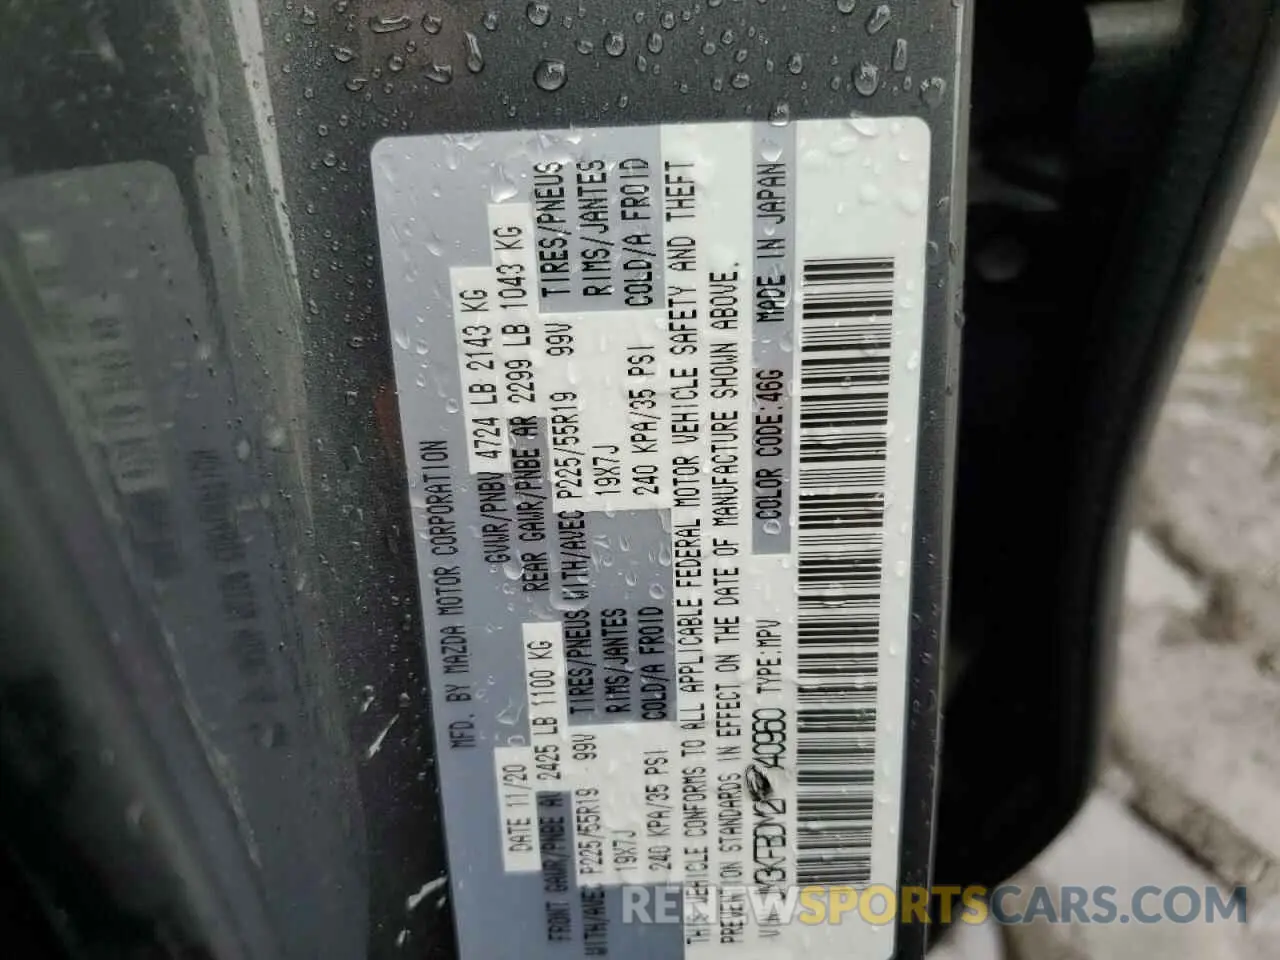 MFD. BY MAZDA MOTOR CORPORATION
DATE 11/20 GVWR/PNBV 4724 LB 2143 KG
FRONT GAWR/PNBE AV 2425 LB 1100 KG REAR GAWR/PNBE AR 2299 LB 1043 KG
WITH/AVEC P225/55R19 99V TIRES/PNEUS WITH/AVEC P225/55R19 99V TIRES/PNEUS
19X7J RIMS/JANTES 19X7J RIMS/JANTES
240 KPA/35 PSI COLD/A FROID 240 KPA/35 PSI COLD/A FROID
THIS VEHICLE CONFORMS TO ALL APPLICABLE FEDERAL MOTOR VEHICLE SAFETY AND THEFT
PREVENTION STANDARDS IN EFFECT ON THE DATE OF MANUFACTURE SHOWN ABOVE.
TYPE:MPV COLOR CODE:46G MADE IN JAPAN
RENEWSPORTSCARS.COM